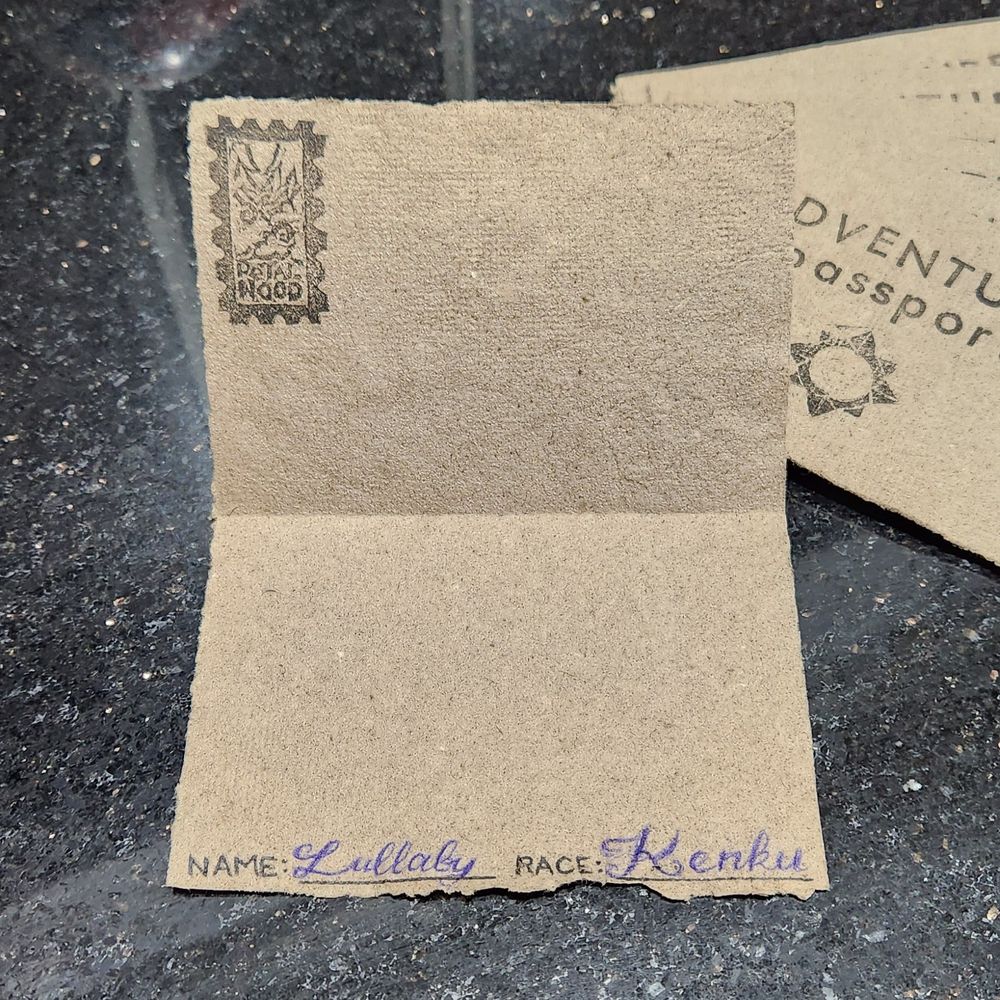 PETAL
WOOD
DVENTU
passpor
NAME: Lullaby RACE: Kenku